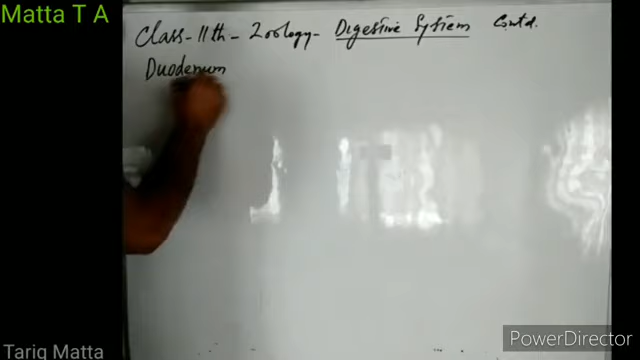 Matta T A
Class - 11th - Zoology - Digestive System Contd.
Duodenum
PowerDirector
Tariq Matta